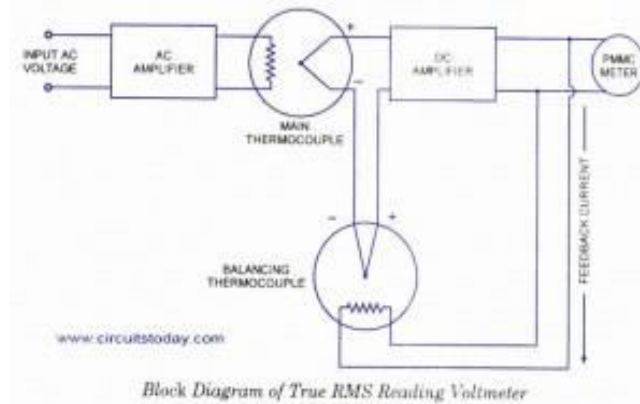 INPUT AC
VOLTAGE
AC
AMPLIFIER
+
−
MAIN
THERMOCOUPLE
DC
AMPLIFIER
PMMC
METER
FEEDBACK CURRENT
−
+
BALANCING
THERMOCOUPLE
www.circuitstoday.com
Block Diagram of True RMS Reading Voltmeter